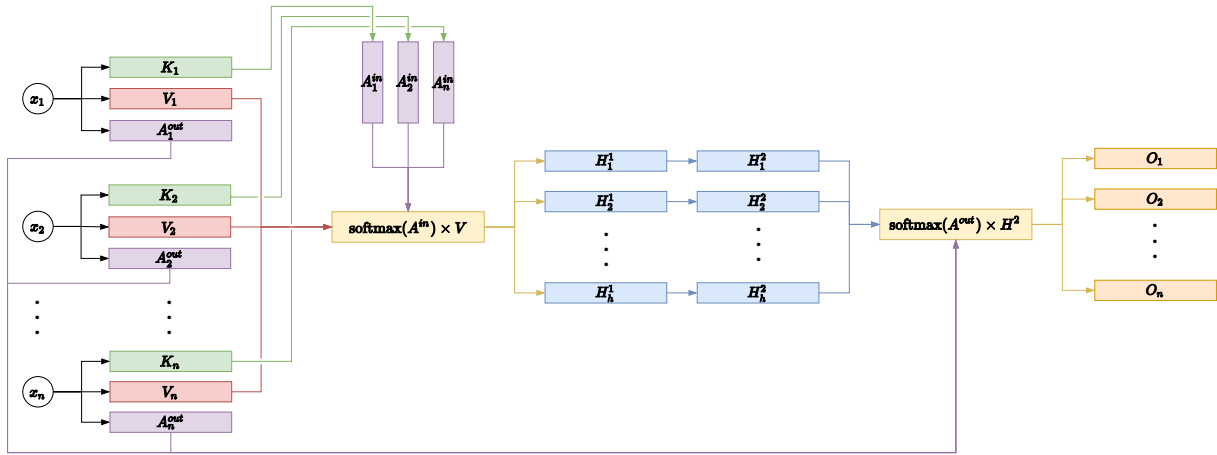 x₁
K₁
V₁
A₁ᵒᵘᵗ
x₂
K₂
V₂
A₂ᵒᵘᵗ
xₙ
Kₙ
Vₙ
Aₙᵒᵘᵗ
A₁ⁱⁿ
A₂ⁱⁿ
Aₙⁱⁿ
softmax(Aⁱⁿ) × V
H₁¹
H₁²
H₂¹
H₂²
Hₕ¹
Hₕ²
softmax(Aᵒᵘᵗ) × H²
O₁
O₂
Oₙ